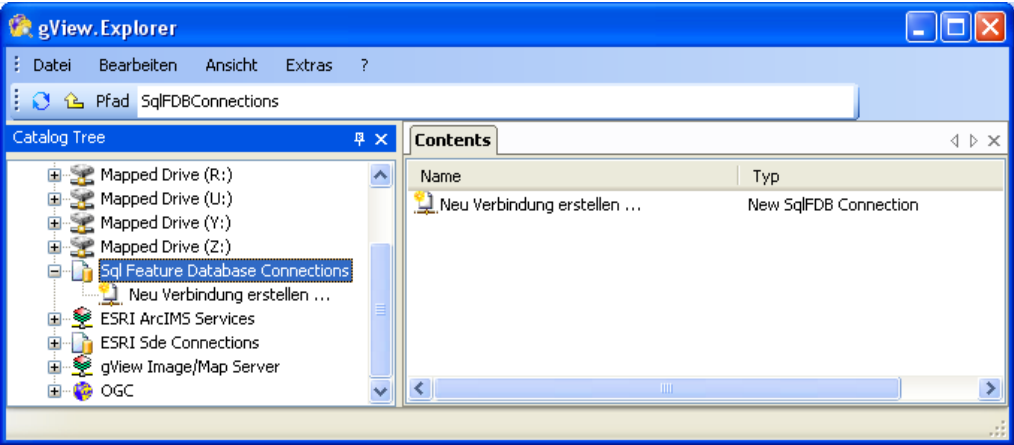 gView.Explorer
Datei Bearbeiten Ansicht Extras ?
Pfad SqlFDBConnections
Catalog Tree
Mapped Drive (R:)
Mapped Drive (U:)
Mapped Drive (Y:)
Mapped Drive (Z:)
Sql Feature Database Connections
Neu Verbindung erstellen ...
ESRI ArcIMS Services
ESRI Sde Connections
gView Image/Map Server
OGC
Contents
Name Typ
Neu Verbindung erstellen ... New SqlFDB Connection